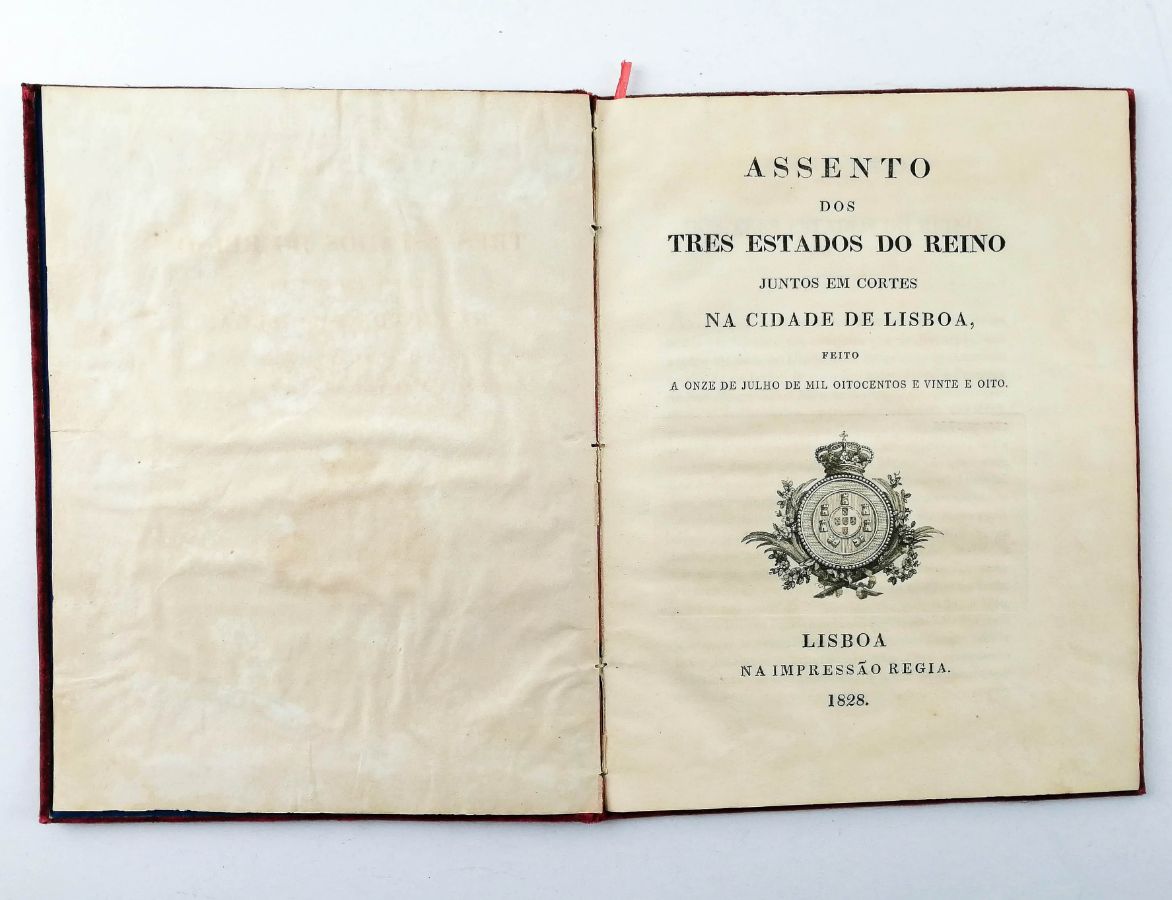 ASSENTO
DOS
TRES ESTADOS DO REINO
JUNTOS EM CORTES
NA CIDADE DE LISBOA,
FEITO
A ONZE DE JULHO DE MIL OITOCENTOS E VINTE E OITO.
LISBOA
NA IMPRESSÃO REGIA.
1828.